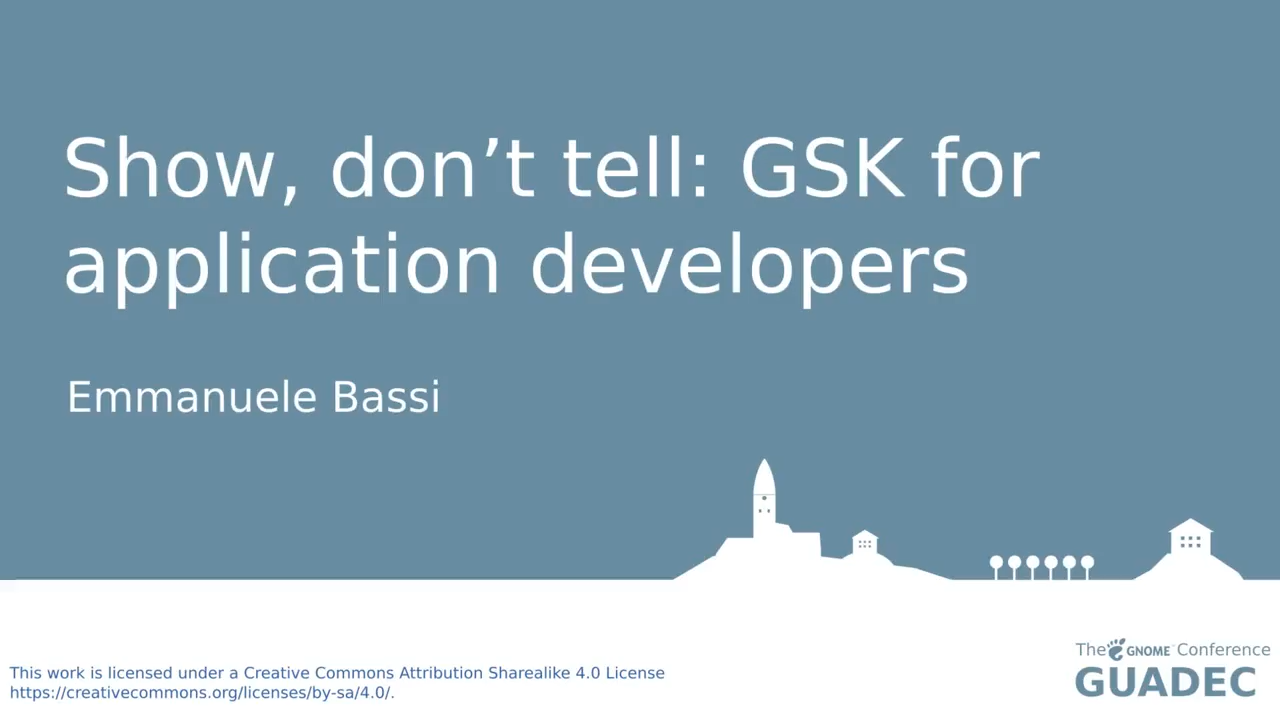 Show, don’t tell: GSK for
application developers
Emmanuele Bassi
This work is licensed under a Creative Commons Attribution Sharealike 4.0 License
https://creativecommons.org/licenses/by-sa/4.0/.
The GNOME Conference
GUADEC